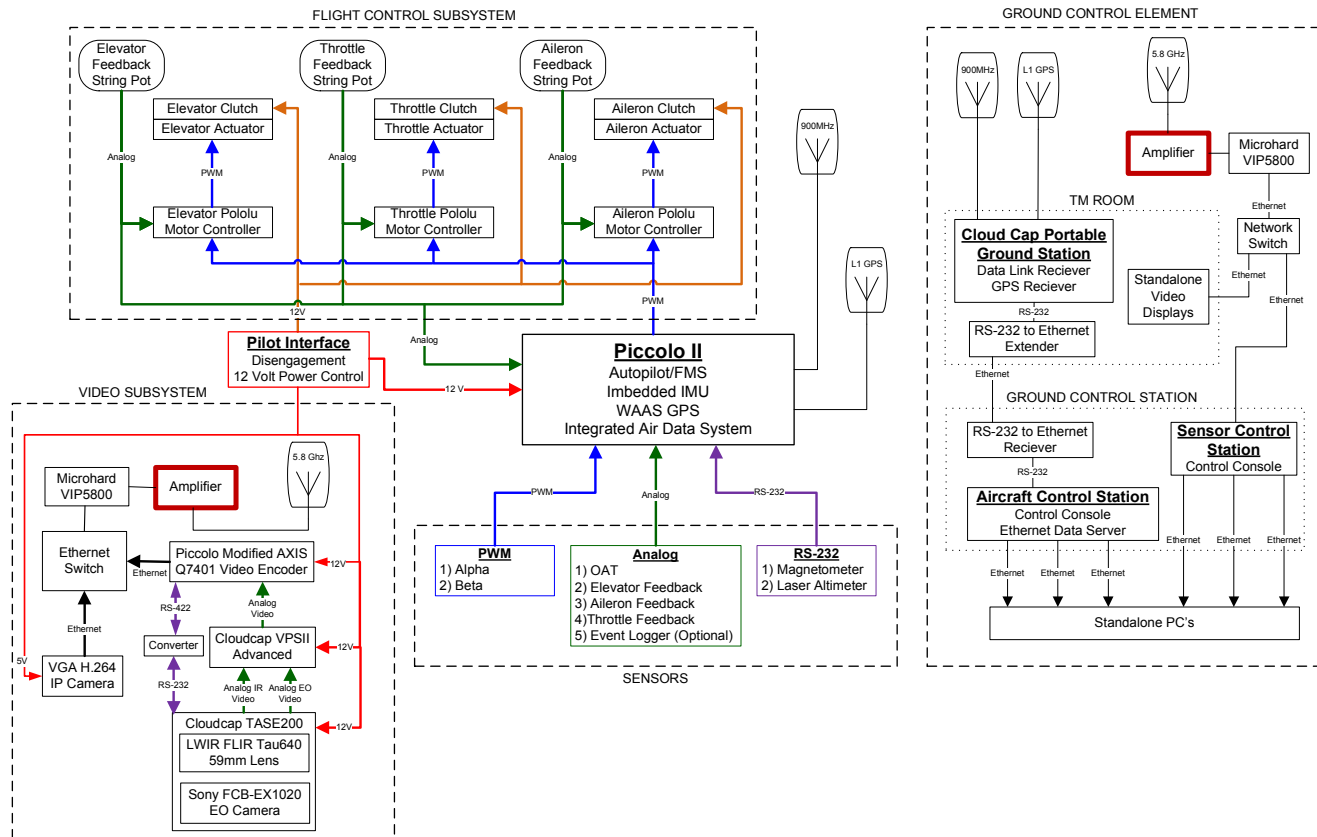 FLIGHT CONTROL SUBSYSTEM
Elevator
Feedback
String Pot
Throttle
Feedback
String Pot
Aileron
Feedback
String Pot
Elevator Clutch
Elevator Actuator
Throttle Clutch
Throttle Actuator
Aileron Clutch
Aileron Actuator
Analog
PWM
Analog
PWM
Analog
PWM
Elevator Pololu
Motor Controller
Throttle Pololu
Motor Controller
Aileron Pololu
Motor Controller
12V
Analog
PWM
900MHz
L1 GPS
Pilot Interface
Disengagement
12 Volt Power Control
12 V
Piccolo II
Autopilot/FMS
Imbedded IMU
WAAS GPS
Integrated Air Data System
PWM
Analog
RS-232
PWM
1) Alpha
2) Beta
Analog
1) OAT
2) Elevator Feedback
3) Aileron Feedback
4)Throttle Feedback
5) Event Logger (Optional)
RS-232
1) Magnetometer
2) Laser Altimeter
SENSORS
VIDEO SUBSYSTEM
5.8 Ghz
Microhard
VIP5800
Amplifier
Ethernet
Switch
Ethernet
Piccolo Modified AXIS
Q7401 Video Encoder
12V
RS-422
Analog
Video
Ethernet
Converter
Cloudcap VPSII
Advanced
12V
5V
VGA H.264
IP Camera
RS-232
Analog IR
Video
Analog EO
Video
Cloudcap TASE200
12V
LWIR FLIR Tau640
59mm Lens
Sony FCB-EX1020
EO Camera
GROUND CONTROL ELEMENT
900MHz
L1 GPS
5.8 GHz
Amplifier
Microhard
VIP5800
Ethernet
TM ROOM
Network
Switch
Cloud Cap Portable
Ground Station
Data Link Reciever
GPS Reciever
Ethernet
Ethernet
Standalone
Video
Displays
RS-232
RS-232 to Ethernet
Extender
Ethernet
GROUND CONTROL STATION
RS-232 to Ethernet
Reciever
Sensor Control
Station
Control Console
RS-232
Aircraft Control Station
Control Console
Ethernet Data Server
Ethernet
Ethernet
Ethernet
Ethernet
Ethernet
Ethernet
Standalone PC's